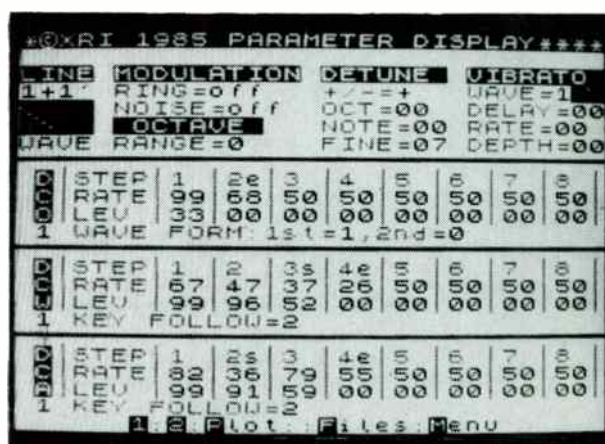 *©XRI 1985 PARAMETER DISPLAY****
LINE MODULATION DETUNE VIBRATO
1+1' RING=off +/-=+ WAVE=1
NOISE=off OCT=00 DELAY=00
OCTAVE NOTE=00 RATE=00
WAVE RANGE=0 FINE=07 DEPTH=00
D STEP 1 2e 3 4 5 6 7 8
C RATE 99 68 50 50 50 50 50 50
O LEV 33 00 00 00 00 00 00 00
1 WAVE FORM:1st=1,2nd=0
D STEP 1 2 3s 4e 5 6 7 8
C RATE 67 47 37 26 50 50 50 50
W LEV 99 96 52 00 00 00 00 00
1 KEY FOLLOW=2
D STEP 1 2s 3 4e 5 6 7 8
C RATE 82 36 79 55 50 50 50 50
A LEV 99 91 59 00 00 00 00 00
1 KEY FOLLOW=2
1:2:Plot::Files:Menu